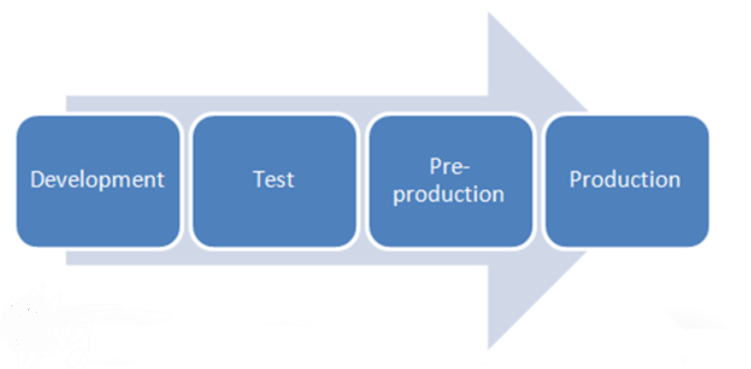 Development
Test
Pre-
production
Production